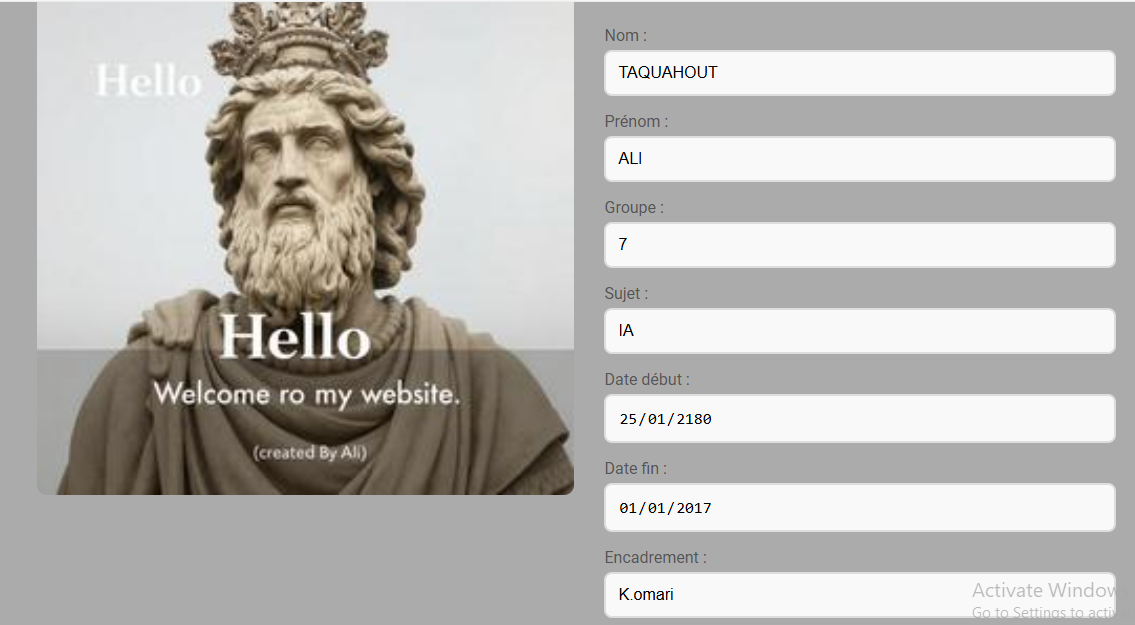 Hello
Hello
Welcome ro my website.
(created By Ali)
Nom :
TAQUAHOUT
Prénom :
ALI
Groupe :
7
Sujet :
IA
Date début :
25/01/2180
Date fin :
01/01/2017
Encadrement :
K.omari
Activate Window
Go to Settings to activ